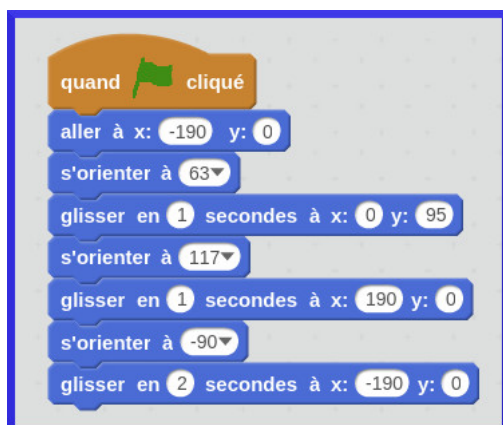 quand cliqué
aller à x: -190 y: 0
s'orienter à 63
glisser en 1 secondes à x: 0 y: 95
s'orienter à 117
glisser en 1 secondes à x: 190 y: 0
s'orienter à -90
glisser en 2 secondes à x: -190 y: 0